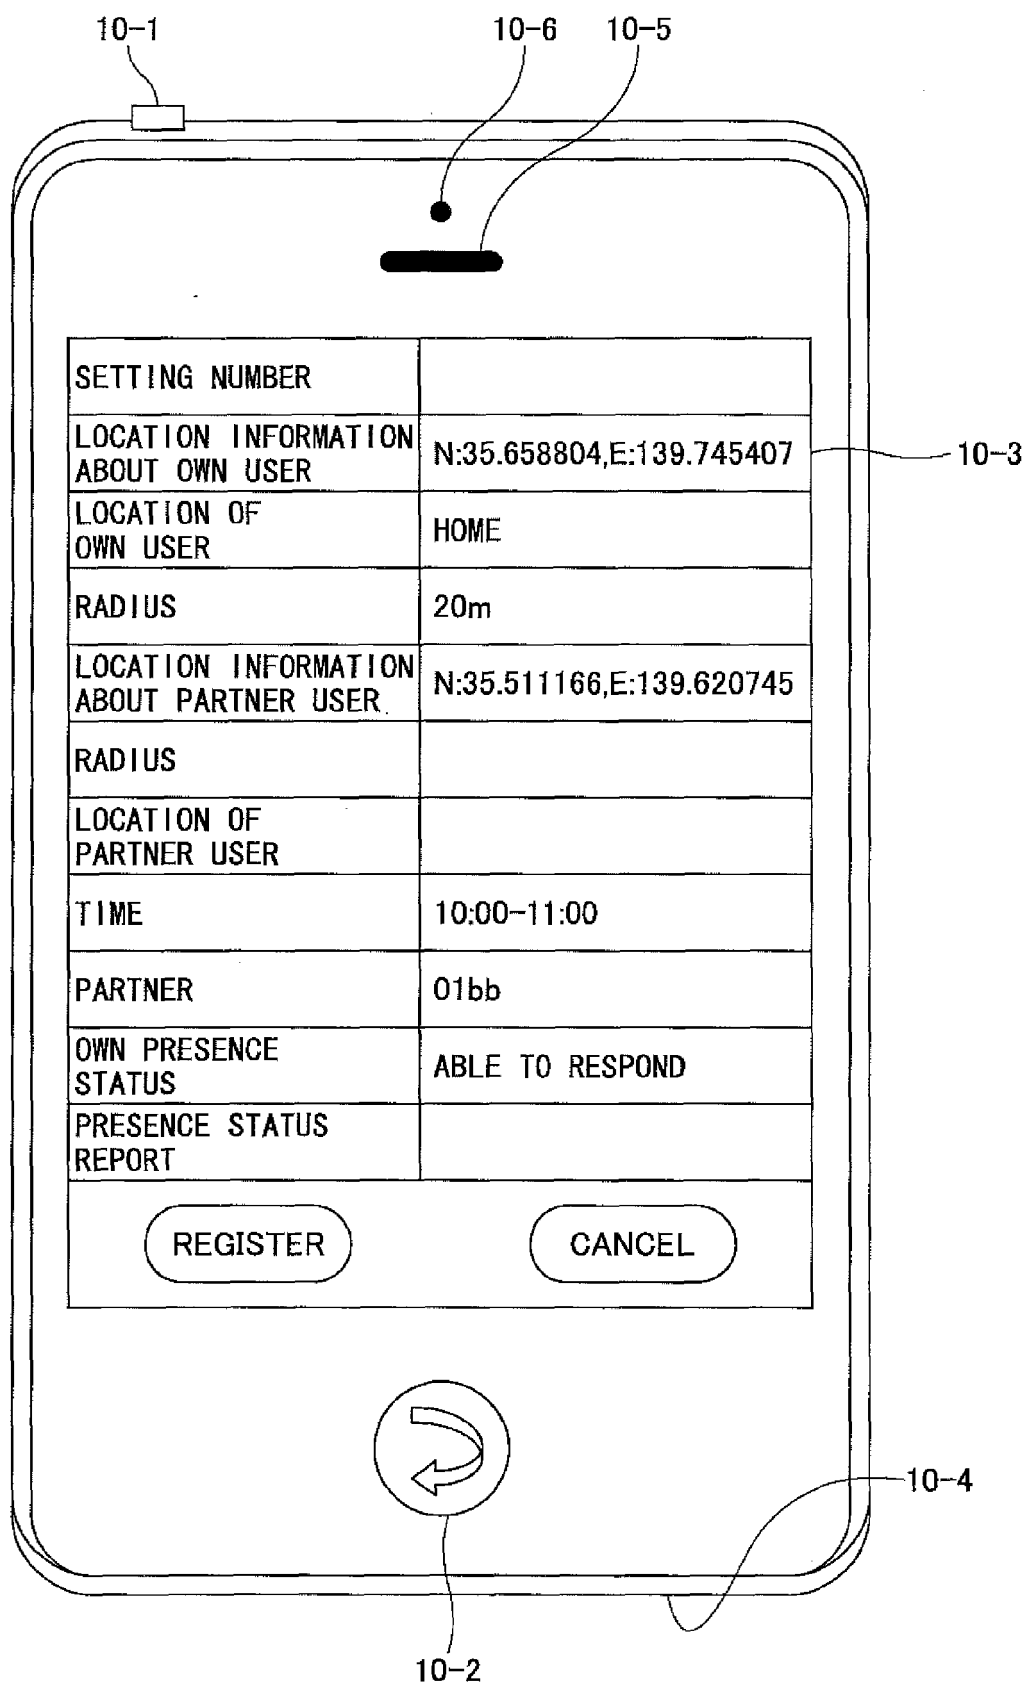 10-1
10-6
10-5
SETTING NUMBER
LOCATION INFORMATION
ABOUT OWN USER
N:35.658804,E:139.745407
10-3
LOCATION OF
OWN USER
HOME
RADIUS
20m
LOCATION INFORMATION
ABOUT PARTNER USER
N:35.511166,E:139.620745
RADIUS
LOCATION OF
PARTNER USER
TIME
10:00-11:00
PARTNER
01bb
OWN PRESENCE
STATUS
ABLE TO RESPOND
PRESENCE STATUS
REPORT
REGISTER
CANCEL
10-4
10-2